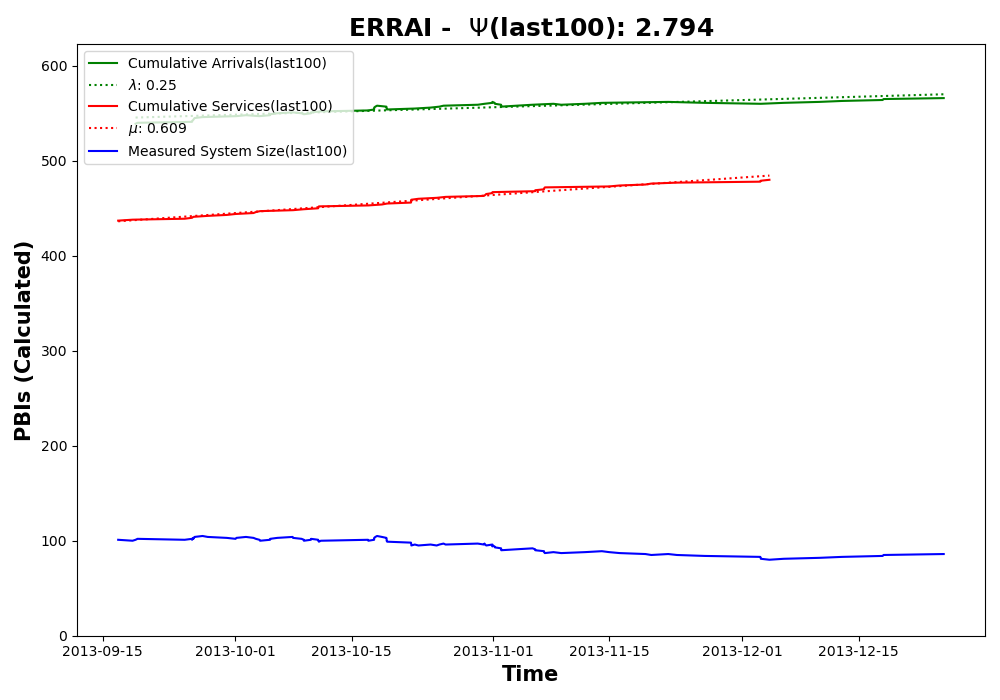 ERRAI -  Ψ(last100): 2.794
Cumulative Arrivals(last100)
λ: 0.25
Cumulative Services(last100)
μ: 0.609
Measured System Size(last100)
PBIs (Calculated)
600
500
400
300
200
100
0
2013-09-15 2013-10-01 2013-10-15 2013-11-01 2013-11-15 2013-12-01 2013-12-15
Time